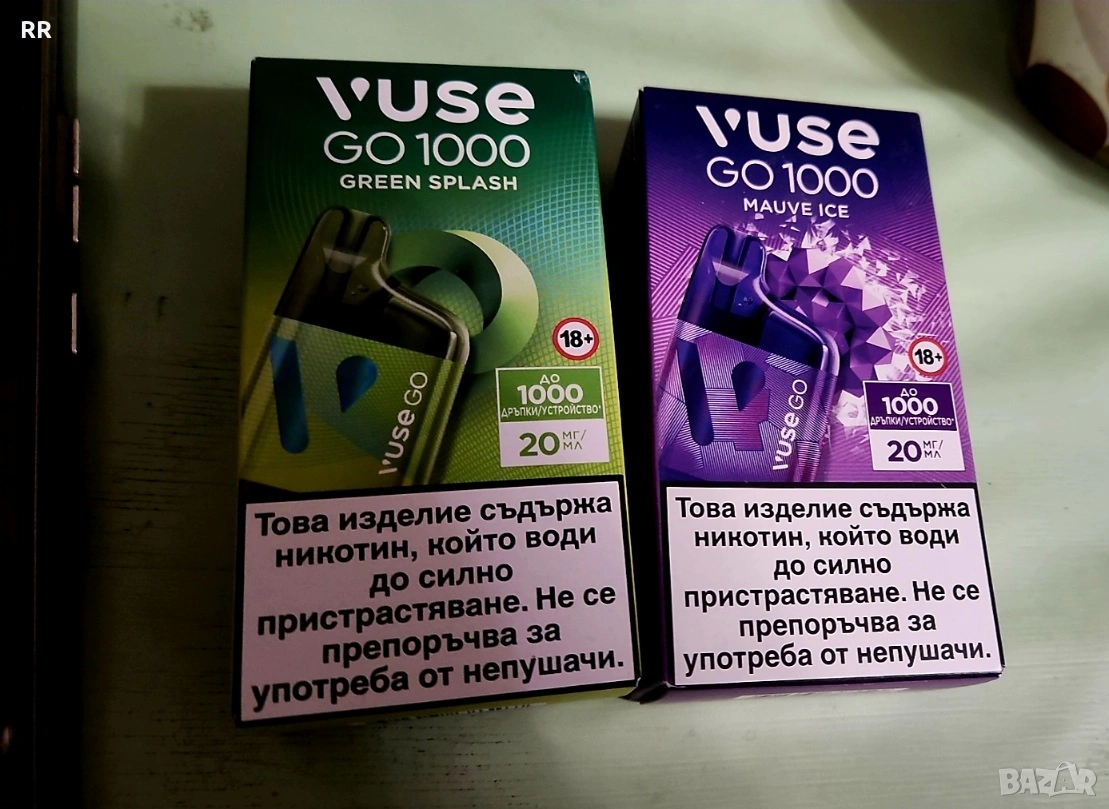 RR
VUSE
GO 1000
GREEN SPLASH
18+
ДО
1000
ДРЪПКИ/УСТРОЙСТВО*
20 МГ/
МЛ
VUSE GO
Това изделие съдържа
никотин, който води
до силно
пристрастяване. Не се
препоръчва за
употреба от непушачи.
VUSE
GO 1000
MAUVE ICE
18+
ДО
1000
ДРЪПКИ/УСТРОЙСТВО*
20 МГ/
МЛ
VUSE GO
Това изделие съдържа
никотин, който води
до силно
пристрастяване. Не се
препоръчва за
употреба от непушачи.
BAZAR